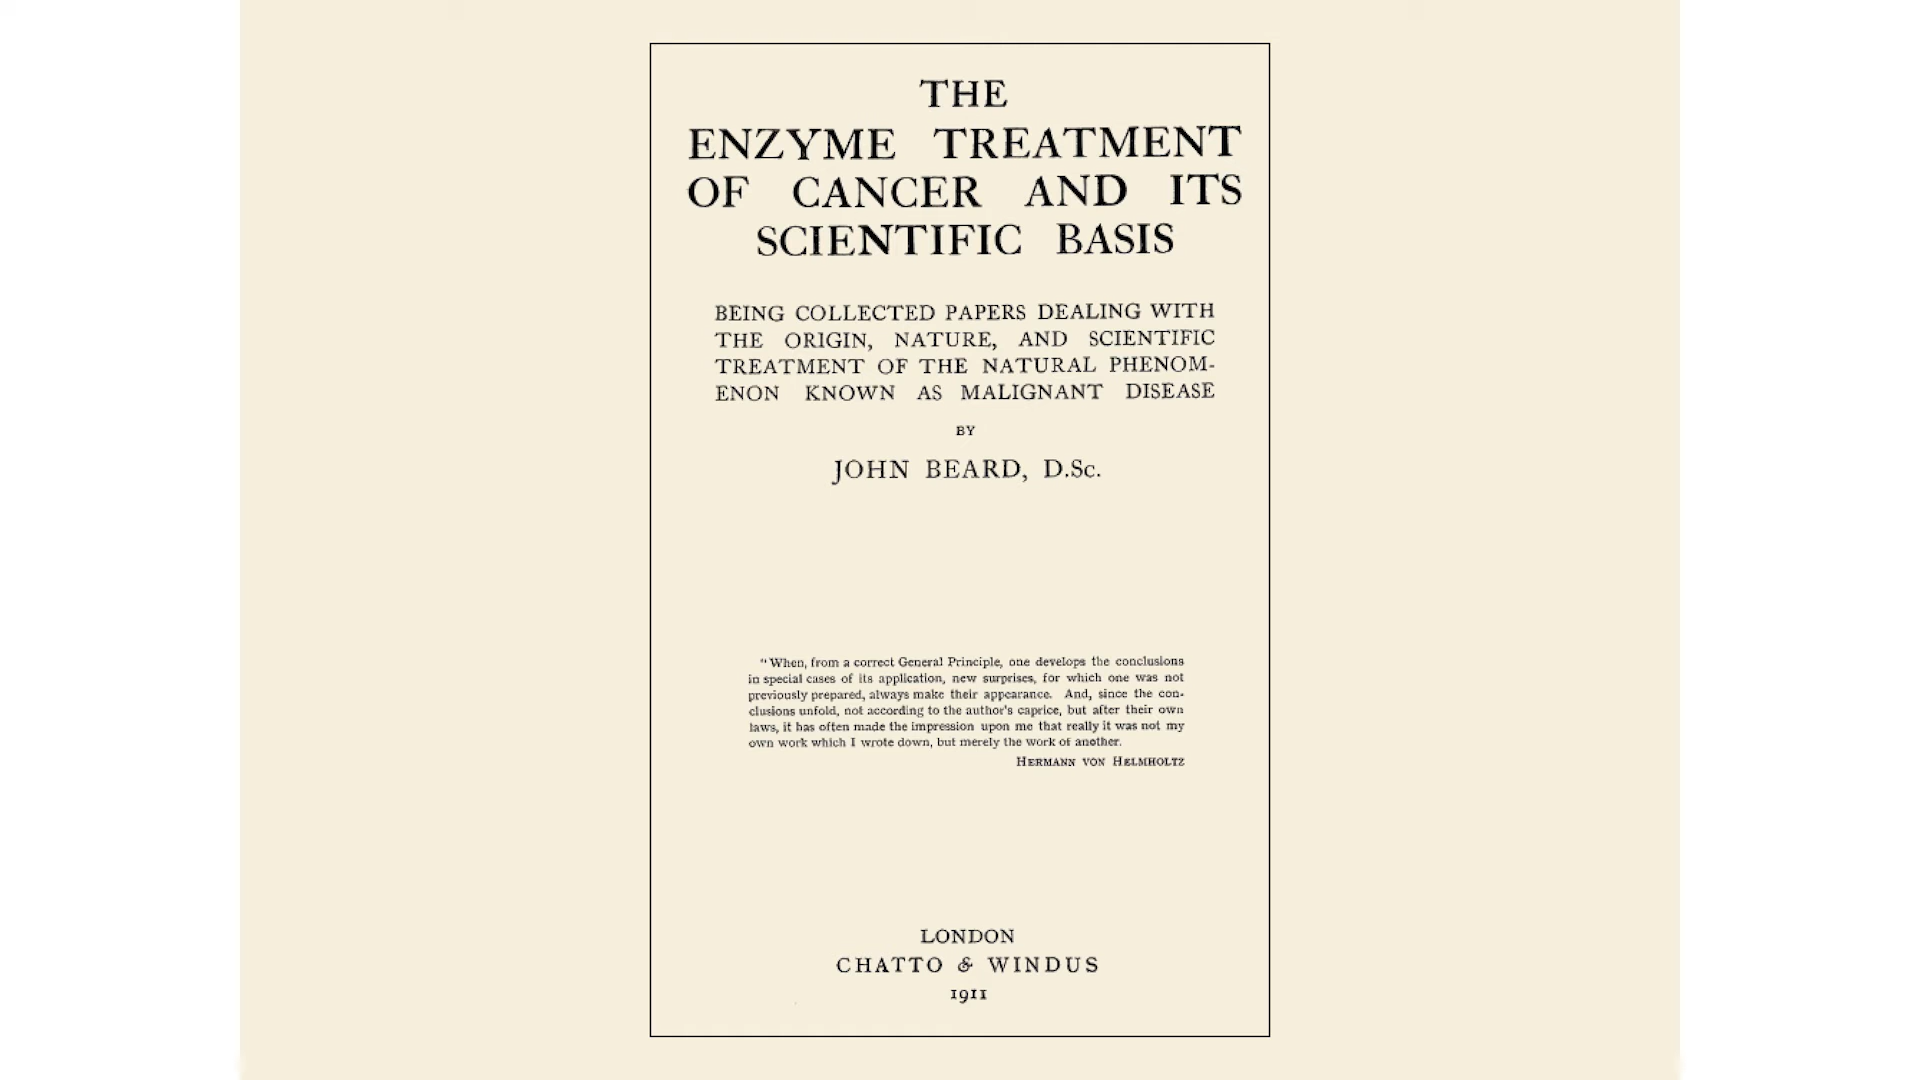 THE
ENZYME TREATMENT
OF CANCER AND ITS
SCIENTIFIC BASIS
BEING COLLECTED PAPERS DEALING WITH
THE ORIGIN, NATURE, AND SCIENTIFIC
TREATMENT OF THE NATURAL PHENOM-
ENON KNOWN AS MALIGNANT DISEASE
BY
JOHN BEARD, D.Sc.
"When, from a correct General Principle, one develops the conclusions
in special cases of its application, new surprises, for which one was not
previously prepared, always make their appearance. And, since the con-
clusions unfold, not according to the author's caprice, but after their own
laws, it has often made the impression upon me that really it was not my
own work which I wrote down, but merely the work of another.
HERMANN VON HELMHOLTZ
LONDON
CHATTO & WINDUS
1911